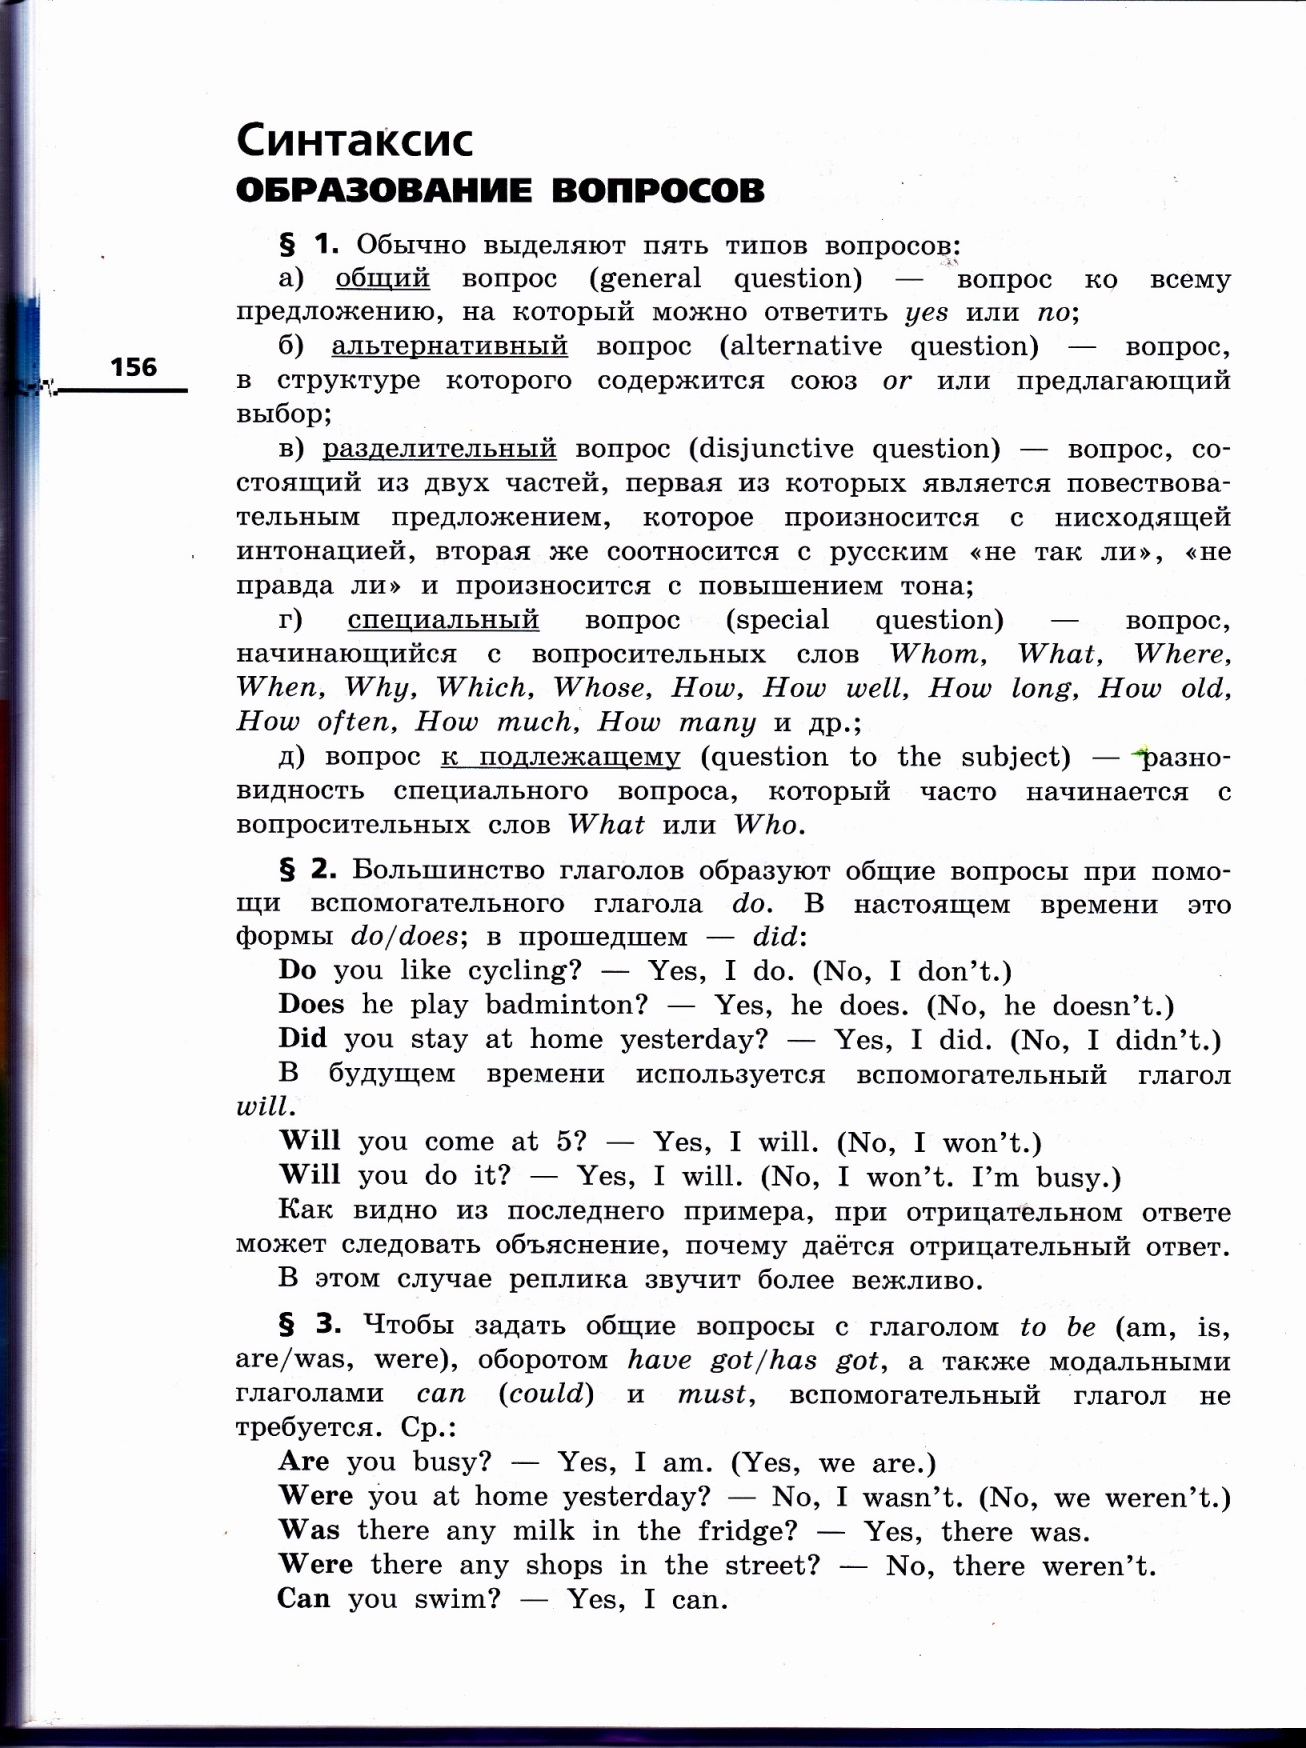 Синтаксис
ОБРАЗОВАНИЕ ВОПРОСОВ
§ 1. Обычно выделяют пять типов вопросов:
а) общий вопрос (general question) — вопрос ко всему
предложению, на который можно ответить yes или no;
б) альтернативный вопрос (alternative question) — вопрос,
в структуре которого содержится союз or или предлагающий
выбор;
в) разделительный вопрос (disjunctive question) — вопрос, со-
стоящий из двух частей, первая из которых является повествова-
тельным предложением, которое произносится с нисходящей
интонацией, вторая же соотносится с русским «не так ли», «не
правда ли» и произносится с повышением тона;
г) специальный вопрос (special question) — вопрос,
начинающийся с вопросительных слов Whom, What, Where,
When, Why, Which, Whose, How, How well, How long, How old,
How often, How much, How many и др.;
д) вопрос к подлежащему (question to the subject) — разно-
видность специального вопроса, который часто начинается с
вопросительных слов What или Who.
§ 2. Большинство глаголов образуют общие вопросы при помо-
щи вспомогательного глагола do. В настоящем времени это
формы do/does; в прошедшем — did:
Do you like cycling? — Yes, I do. (No, I don't.)
Does he play badminton? — Yes, he does. (No, he doesn't.)
Did you stay at home yesterday? — Yes, I did. (No, I didn't.)
В будущем времени используется вспомогательный глагол
will.
Will you come at 5? — Yes, I will. (No, I won't.)
Will you do it? — Yes, I will. (No, I won't. I'm busy.)
Как видно из последнего примера, при отрицательном ответе
может следовать объяснение, почему даётся отрицательный ответ.
В этом случае реплика звучит более вежливо.
§ 3. Чтобы задать общие вопросы с глаголом to be (am, is,
are/was, were), оборотом have got/has got, а также модальными
глаголами can (could) и must, вспомогательный глагол не
требуется. Ср.:
Are you busy? — Yes, I am. (Yes, we are.)
Were you at home yesterday? — No, I wasn't. (No, we weren't.)
Was there any milk in the fridge? — Yes, there was.
Were there any shops in the street? — No, there weren't.
Can you swim? — Yes, I can.
156